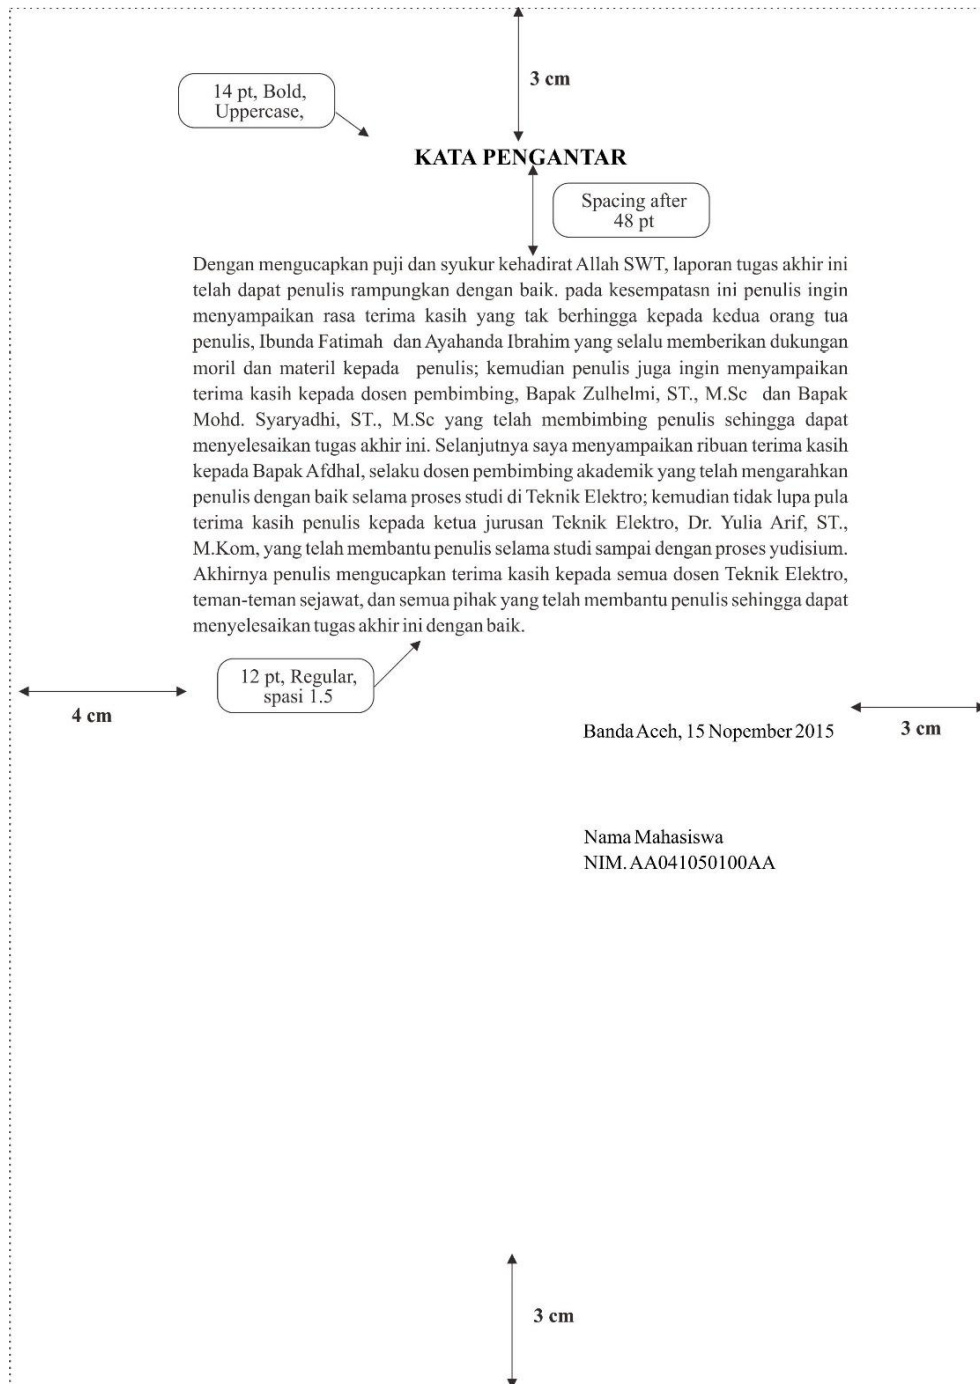 3 cm
14 pt, Bold,
Uppercase,
KATA PENGANTAR
Spacing after
48 pt
Dengan mengucapkan puji dan syukur kehadirat Allah SWT, laporan tugas akhir ini
telah dapat penulis rampungkan dengan baik. pada kesempatasn ini penulis ingin
menyampaikan rasa terima kasih yang tak berhingga kepada kedua orang tua
penulis, Ibunda Fatimah dan Ayahanda Ibrahim yang selalu memberikan dukungan
moril dan materil kepada penulis; kemudian penulis juga ingin menyampaikan
terima kasih kepada dosen pembimbing, Bapak Zulhelmi, ST., M.Sc dan Bapak
Mohd. Syaryadhi, ST., M.Sc yang telah membimbing penulis sehingga dapat
menyelesaikan tugas akhir ini. Selanjutnya saya menyampaikan ribuan terima kasih
kepada Bapak Afdhal, selaku dosen pembimbing akademik yang telah mengarahkan
penulis dengan baik selama proses studi di Teknik Elektro; kemudian tidak lupa pula
terima kasih penulis kepada ketua jurusan Teknik Elektro, Dr. Yulia Arif, ST.,
M.Kom, yang telah membantu penulis selama studi sampai dengan proses yudisium.
Akhirnya penulis mengucapkan terima kasih kepada semua dosen Teknik Elektro,
teman-teman sejawat, dan semua pihak yang telah membantu penulis sehingga dapat
menyelesaikan tugas akhir ini dengan baik.
12 pt, Regular,
spasi 1.5
4 cm
3 cm
Banda Aceh, 15 Nopember 2015
Nama Mahasiswa
NIM. AA041050100AA
3 cm